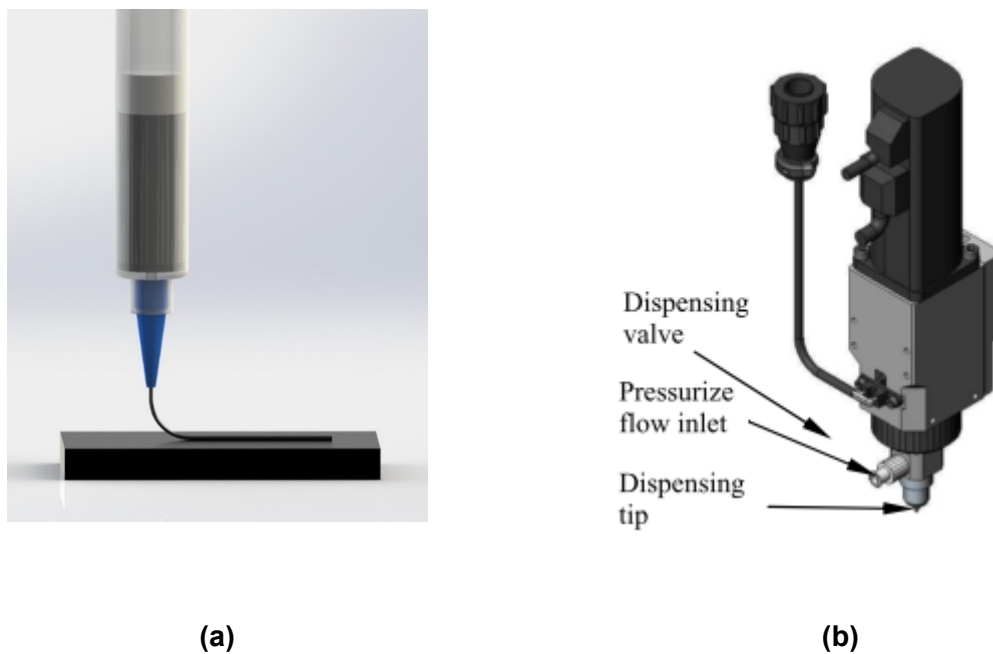 Dispensing
valve
Pressurize
flow inlet
Dispensing
tip
(a)
(b)